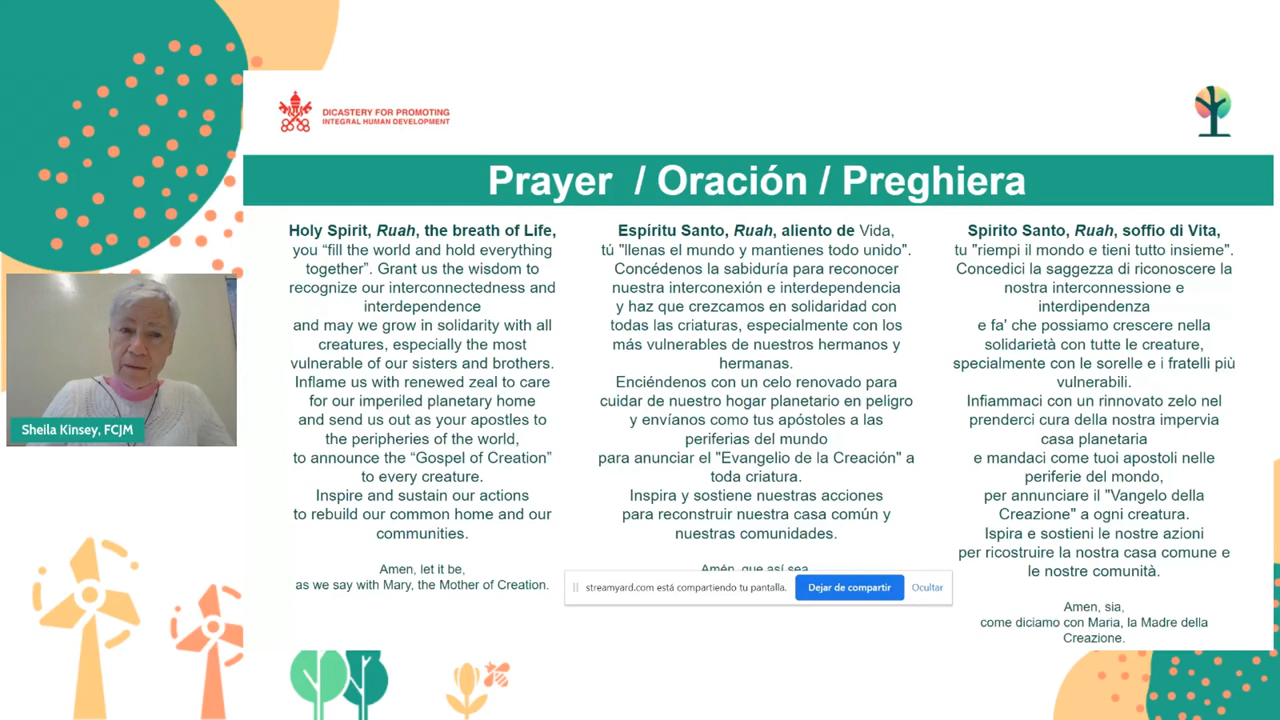 DICASTERY FOR PROMOTING
INTEGRAL HUMAN DEVELOPMENT
Prayer / Oración / Preghiera
Holy Spirit, Ruah, the breath of Life,
you “fill the world and hold everything
together”. Grant us the wisdom to
recognize our interconnectedness and
interdependence
and may we grow in solidarity with all
creatures, especially the most
vulnerable of our sisters and brothers.
Inflame us with renewed zeal to care
for our imperiled planetary home
and send us out as your apostles to
the peripheries of the world,
to announce the “Gospel of Creation”
to every creature.
Inspire and sustain our actions
to rebuild our common home and our
communities.
Amen, let it be,
as we say with Mary, the Mother of Creation.
Espíritu Santo, Ruah, aliento de Vida,
tú "llenas el mundo y mantienes todo unido".
Concédenos la sabiduría para reconocer
nuestra interconexión e interdependencia
y haz que crezcamos en solidaridad con
todas las criaturas, especialmente con los
más vulnerables de nuestros hermanos y
hermanas.
Enciéndenos con un celo renovado para
cuidar de nuestro hogar planetario en peligro
y envíanos como tus apóstoles a las
periferias del mundo
para anunciar el "Evangelio de la Creación" a
toda criatura.
Inspira y sostiene nuestras acciones
para reconstruir nuestra casa común y
nuestras comunidades.
Amén, que así sea
streamyard.com está compartiendo tu pantalla.
Dejar de compartir
Ocultar
Spirito Santo, Ruah, soffio di Vita,
tu "riempi il mondo e tieni tutto insieme".
Concedici la saggezza di riconoscere la
nostra interconnessione e
interdipendenza
e fa' che possiamo crescere nella
solidarietà con tutte le creature,
specialmente con le sorelle e i fratelli più
vulnerabili.
Infiammaci con un rinnovato zelo nel
prenderci cura della nostra impervia
casa planetaria
e mandaci come tuoi apostoli nelle
periferie del mondo,
per annunciare il "Vangelo della
Creazione" a ogni creatura.
Ispira e sostieni le nostre azioni
per ricostruire la nostra casa comune e
le nostre comunità.
Amen, sia,
come diciamo con Maria, la Madre della
Creazione.
Sheila Kinsey, FCJM